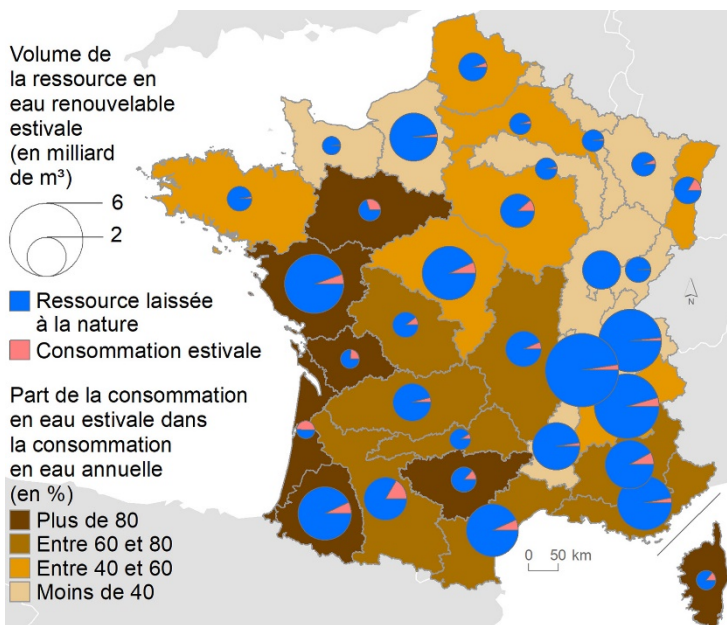 Volume de
la ressource en
eau renouvelable
estivale
(en milliard
de m³)
6
2
Ressource laissée
à la nature
Consommation estivale
Part de la consommation
en eau estivale dans
la consommation
en eau annuelle
(en %)
Plus de 80
Entre 60 et 80
Entre 40 et 60
Moins de 40
N
0 50 km